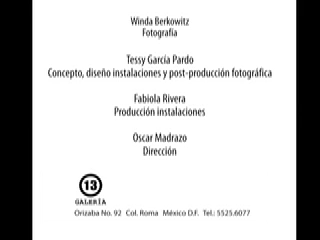 Winda Berkowitz
Fotografía
Tessy García Pardo
Concepto, diseño instalaciones y post-producción fotográfica
Fabiola Rivera
Producción instalaciones
Oscar Madrazo
Dirección
13
GALERÍA
Orizaba No. 92 Col. Roma México D.F. Tel.: 5525.6077